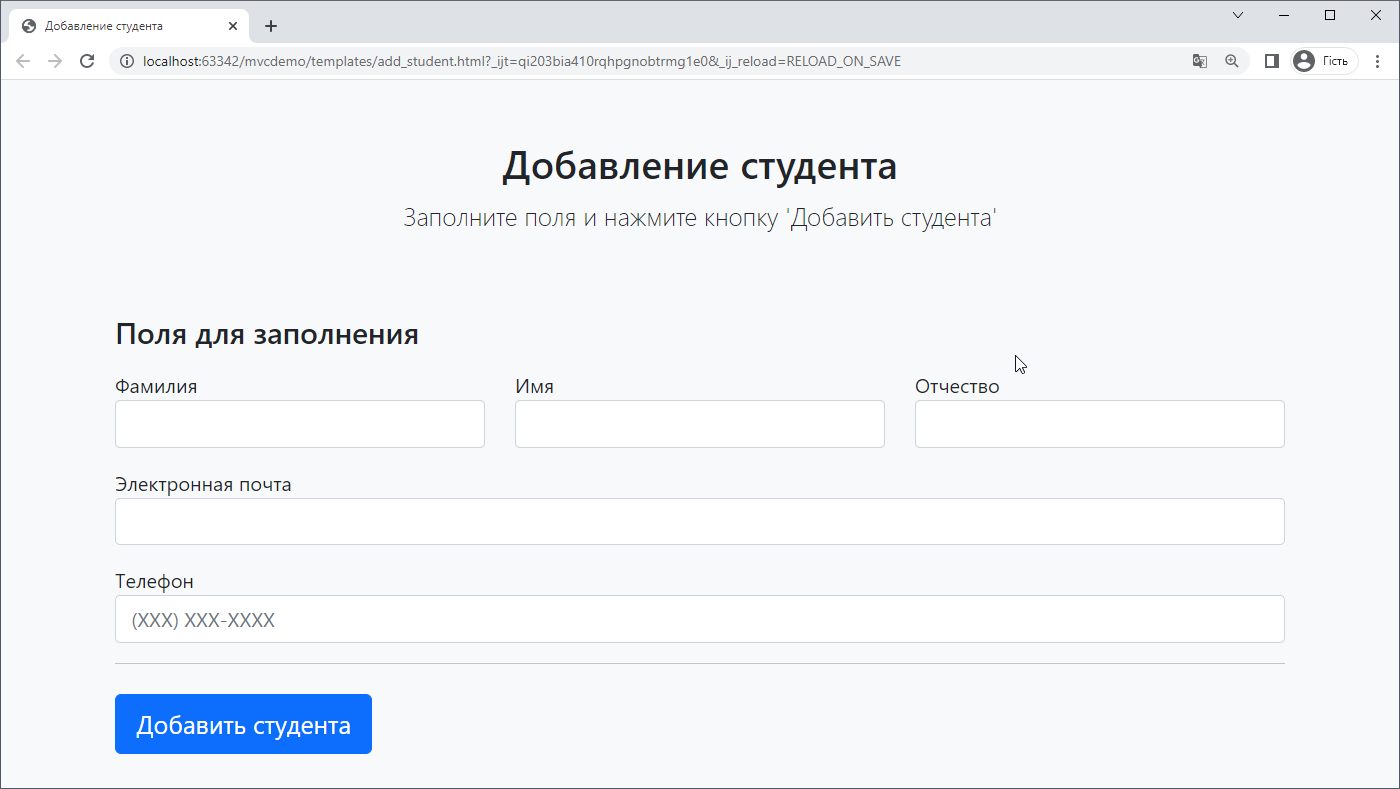 Добавление студента
localhost:63342/mvcdemo/templates/add_student.html?_ijt=qi203bia410rqhpgnobtrmg1e0&_ij_reload=RELOAD_ON_SAVE
Гість
Добавление студента
Заполните поля и нажмите кнопку 'Добавить студента'
Поля для заполнения
Фамилия Имя Отчество
Электронная почта
Телефон
(XXX) XXX-XXXX
Добавить студента